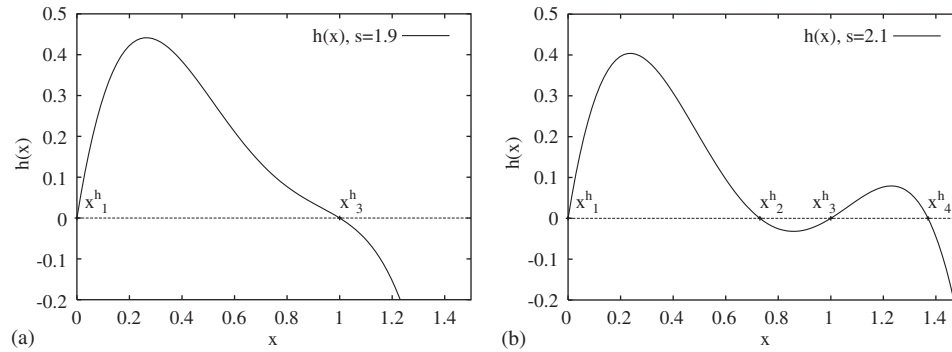 0.5
0.4
0.3
0.2
0.1
0
-0.1
-0.2
h(x)
h(x), s=1.9
x^h_1
x^h_3
0 0.2 0.4 0.6 0.8 1 1.2 1.4
x
(a)
0.5
0.4
0.3
0.2
0.1
0
-0.1
-0.2
h(x)
h(x), s=2.1
x^h_1
x^h_2
x^h_3
x^h_4
0 0.2 0.4 0.6 0.8 1 1.2 1.4
x
(b)